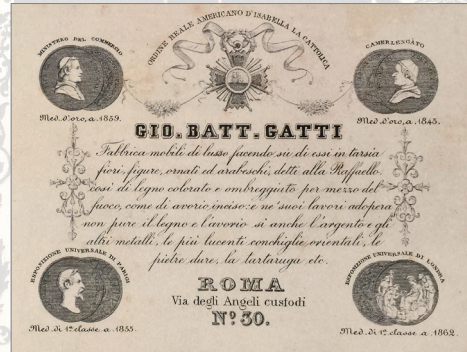 ORDINE REALE AMERICANO D'ISABELLA LA CATTOLICA
MINISTERO DEL COMMERCIO
CAMERLENGATO
Med. d'oro, a. 1859.
Med. d'oro, a. 1845.
GIO. BATT. GATTI
Fabbrica mobili di lusso facendo sù di essi in tarsia
fiori, figure, ornati ed arabeschi; detti alla Raffaello
così di legno colorato e ombreggiato per mezzo del
fuoco, come di avorio inciso: e ne' suoi lavori adopera
non pure il legno e l'avorio sì anche l'argento e gli
altri metalli, le più lucenti conchiglie orientali, le
pietre dure, la tartaruga etc.
ESPOSIZIONE UNIVERSALE DI PARIGI
ESPOSIZIONE UNIVERSALE DI LONDRA
ROMA
Via degli Angeli custodi
Nº 30.
Med. di 1ª classe. a 1855.
Med. di 1ª classe. a 1862.